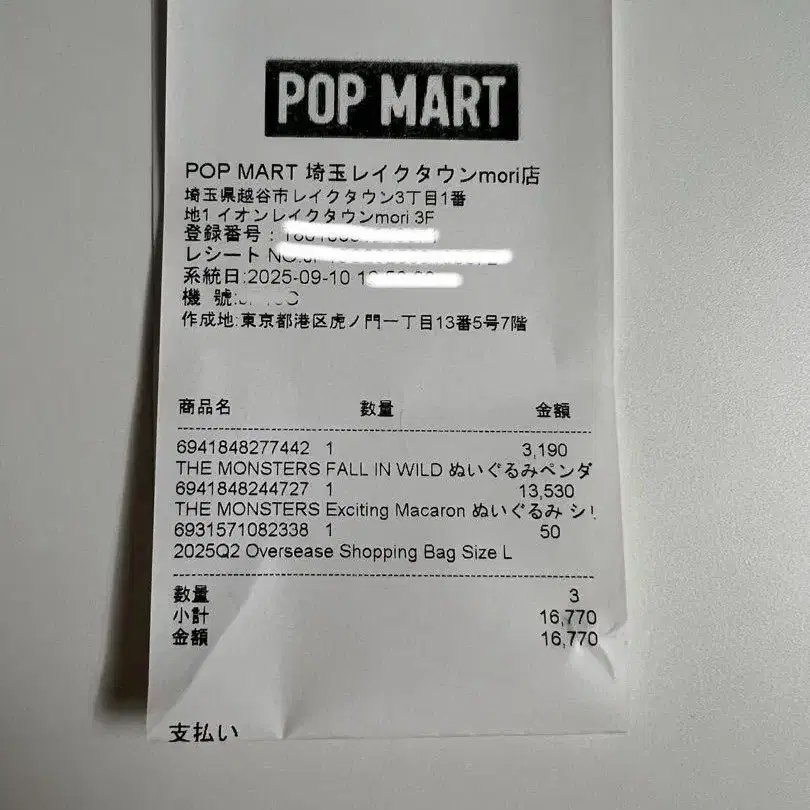 POP MART
POP MART 埼玉レイクタウンmori店
埼玉県越谷市レイクタウン3丁目1番
地1 イオンレイクタウンmori 3F
登録番号:
レシート NO.
系統日:2025-09-10
機 號:
作成地:東京都港区虎ノ門一丁目13番5号7階
商品名 数量 金額
6941848277442 1 3,190
THE MONSTERS FALL IN WILD ぬいぐるみペンダ
6941848244727 1 13,530
THE MONSTERS Exciting Macaron ぬいぐるみ シリ
6931571082338 1 50
2025Q2 Oversease Shopping Bag Size L
数量 3
小計 16,770
金額 16,770
支払い